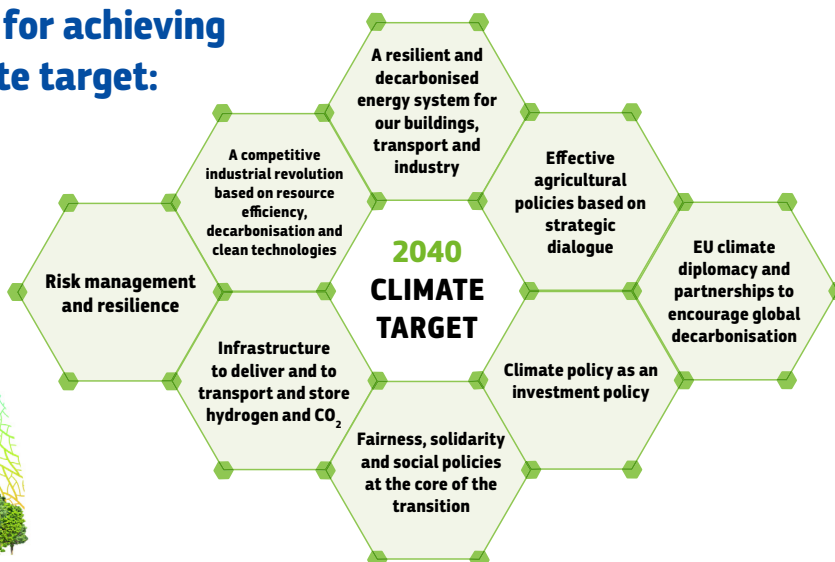 for achieving
te target:
A resilient and
decarbonised
energy system for
our buildings,
transport and
industry
A competitive
industrial revolution
based on resource
efficiency,
decarbonisation and
clean technologies
Effective
agricultural
policies based on
strategic
dialogue
Risk management
and resilience
2040
CLIMATE
TARGET
EU climate
diplomacy and
partnerships to
encourage global
decarbonisation
Infrastructure
to deliver and to
transport and store
hydrogen and CO₂
Climate policy as an
investment policy
Fairness, solidarity
and social policies
at the core of the
transition